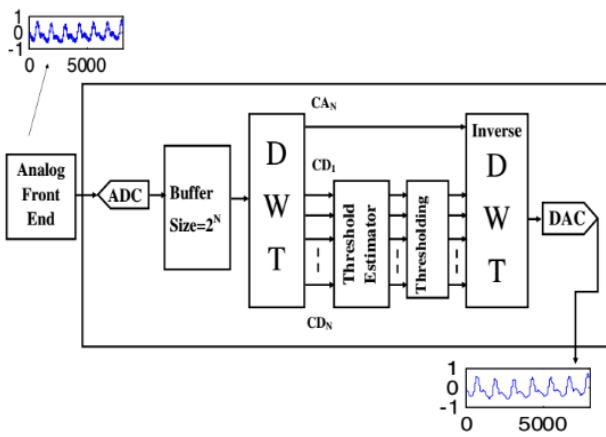 1
0
-1
0 5000
Analog
Front
End
ADC
Buffer
Size=2^N
D
W
T
CA_N
CD_1
CD_N
Threshold
Estimator
Thresholding
Inverse
D
W
T
DAC
1
0
-1
0 5000